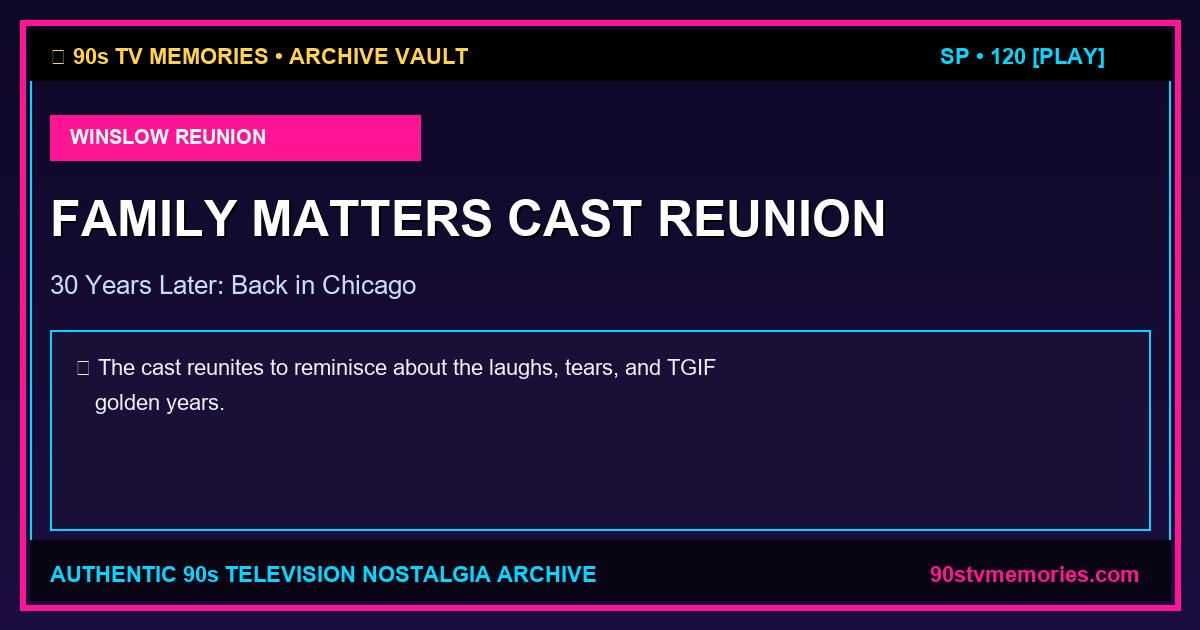 90s TV MEMORIES • ARCHIVE VAULT
SP • 120 [PLAY]
WINSLOW REUNION
FAMILY MATTERS CAST REUNION
30 Years Later: Back in Chicago
The cast reunites to reminisce about the laughs, tears, and TGIF
golden years.
AUTHENTIC 90s TELEVISION NOSTALGIA ARCHIVE
90stvmemories.com